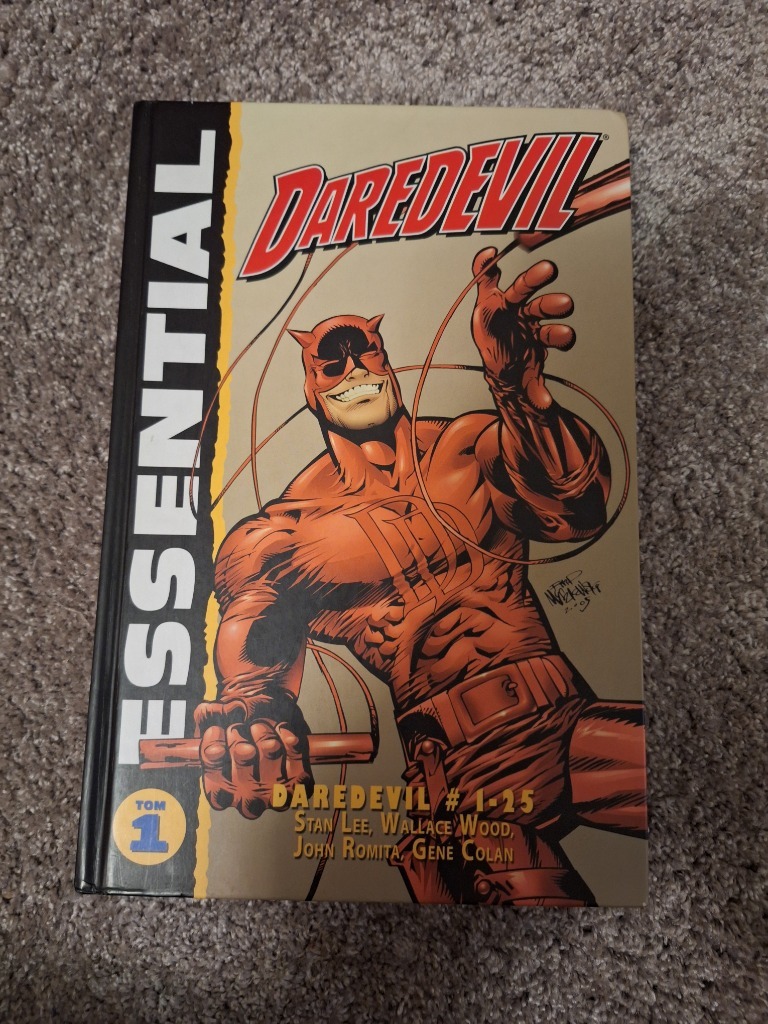 ESSENTIAL
DAREDEVIL®
TOM
1
DAREDEVIL # 1-25
STAN LEE, WALLACE WOOD,
JOHN ROMITA, GENE COLAN